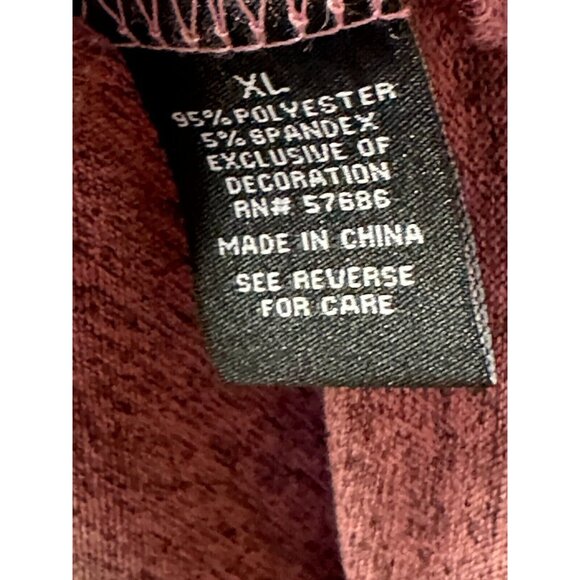 XL
95% POLYESTER
5% SPANDEX
EXCLUSIVE OF
DECORATION
RN# 57686
MADE IN CHINA
SEE REVERSE
FOR CARE